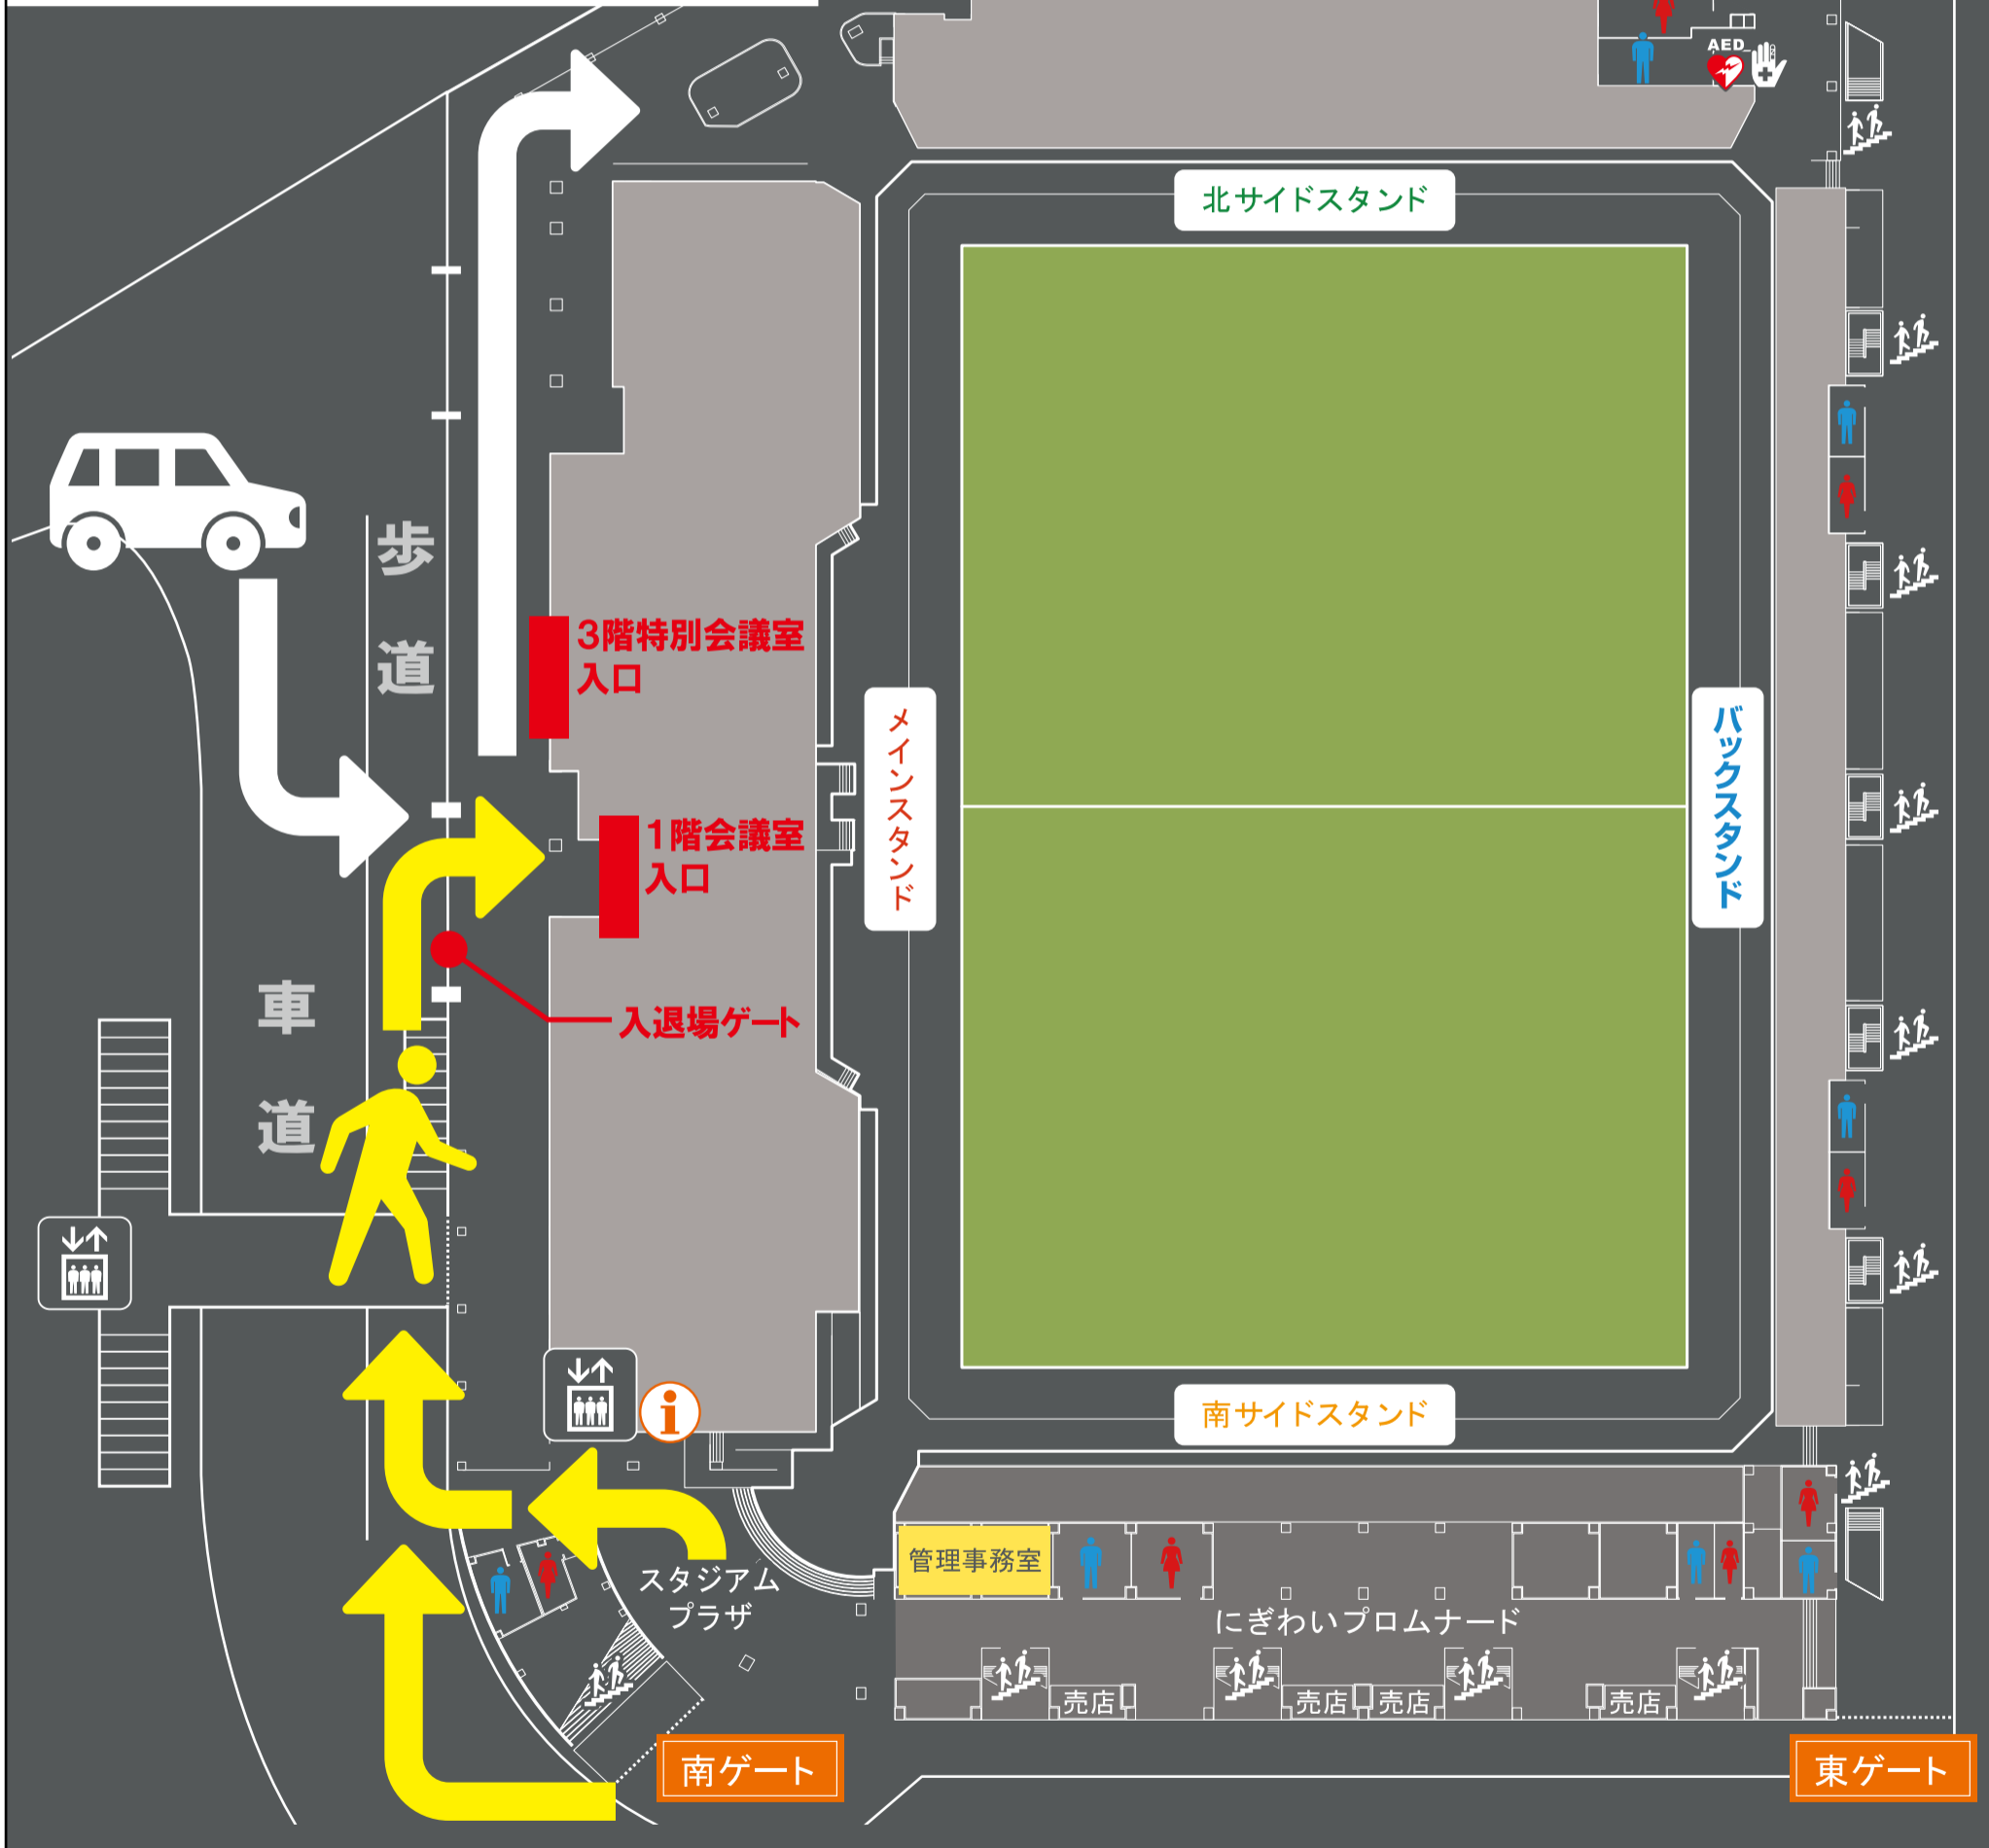 AED
北サイドスタンド
歩道
3階特別会議室
入口
メインスタンド
バックスタンド
1階会議室
入口
車道
入退場ゲート
i
南サイドスタンド
管理事務室
スタジアム
プラザ
にぎわいプロムナード
売店
売店
売店
売店
南ゲート
東ゲート